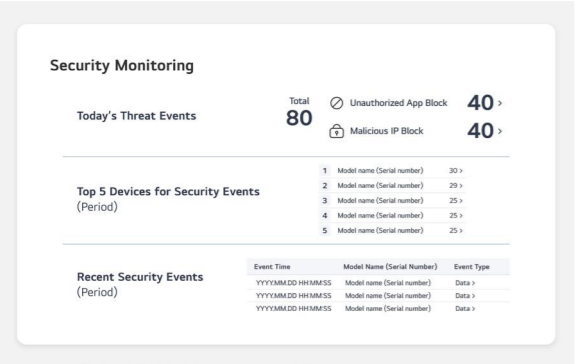 Security Monitoring
Today's Threat Events
Total
80
Unauthorized App Block 40 >
Malicious IP Block 40 >
Top 5 Devices for Security Events
(Period)
1 Model name (Serial number) 30 >
2 Model name (Serial number) 29 >
3 Model name (Serial number) 25 >
4 Model name (Serial number) 25 >
5 Model name (Serial number) 25 >
Recent Security Events
(Period)
Event Time Model Name (Serial Number) Event Type
YYYY.MM.DD HH:MM:SS Model name (Serial number) Data >
YYYY.MM.DD HH:MM:SS Model name (Serial number) Data >
YYYY.MM.DD HH:MM:SS Model name (Serial number) Data >